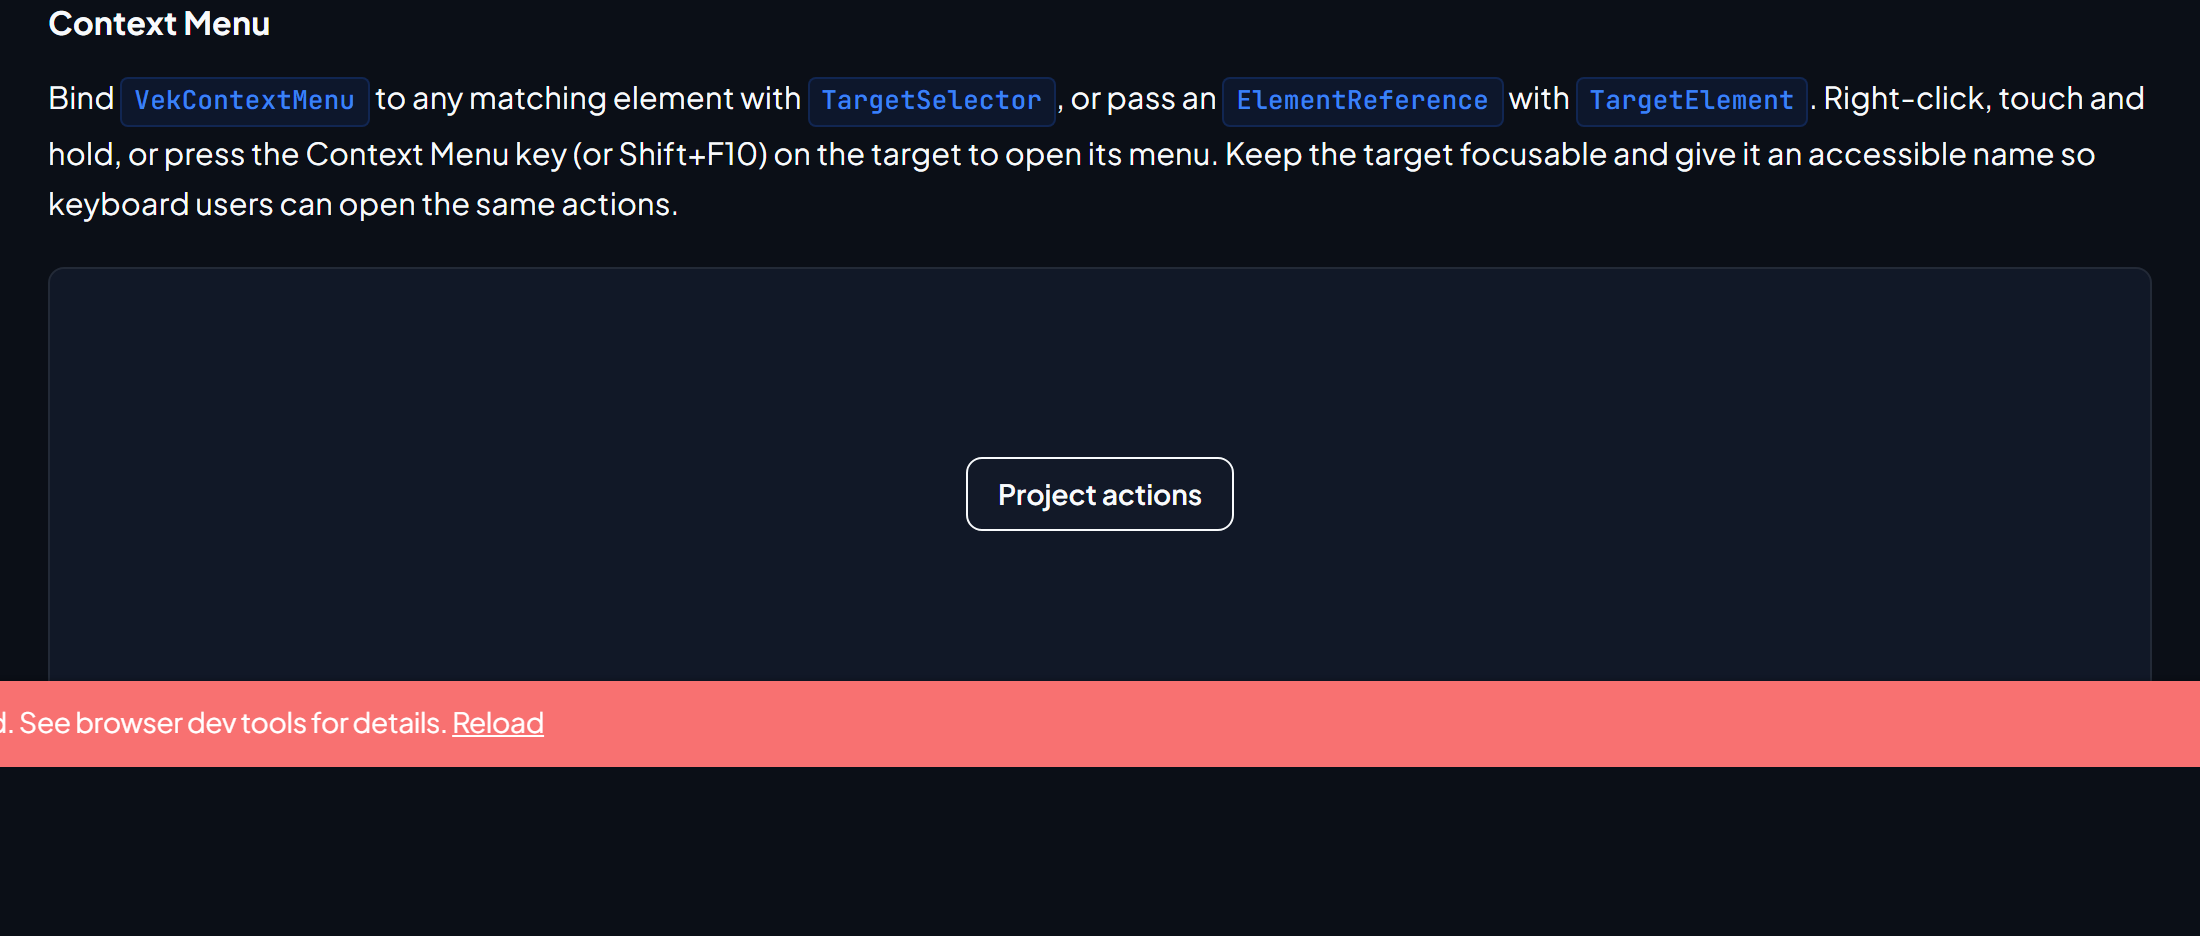 Context Menu
Bind VekContextMenu to any matching element with TargetSelector, or pass an ElementReference with TargetElement. Right-click, touch and
hold, or press the Context Menu key (or Shift+F10) on the target to open its menu. Keep the target focusable and give it an accessible name so
keyboard users can open the same actions.
Project actions
. See browser dev tools for details. Reload